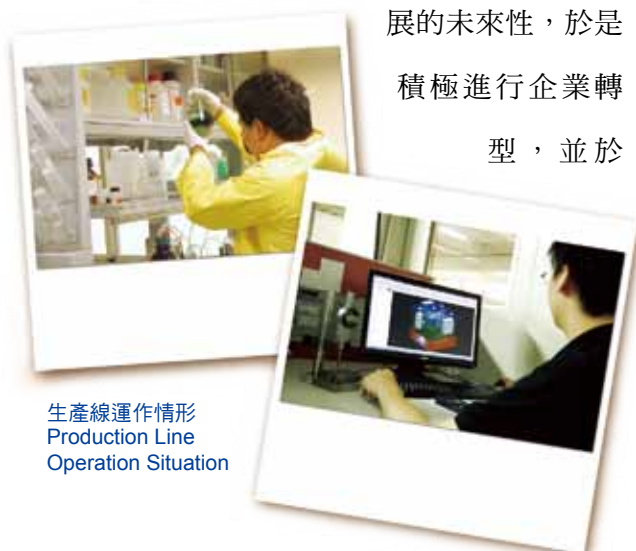 展的未來性，於是
積極進行企業轉
型，並於
生產線運作情形
Production Line
Operation Situation